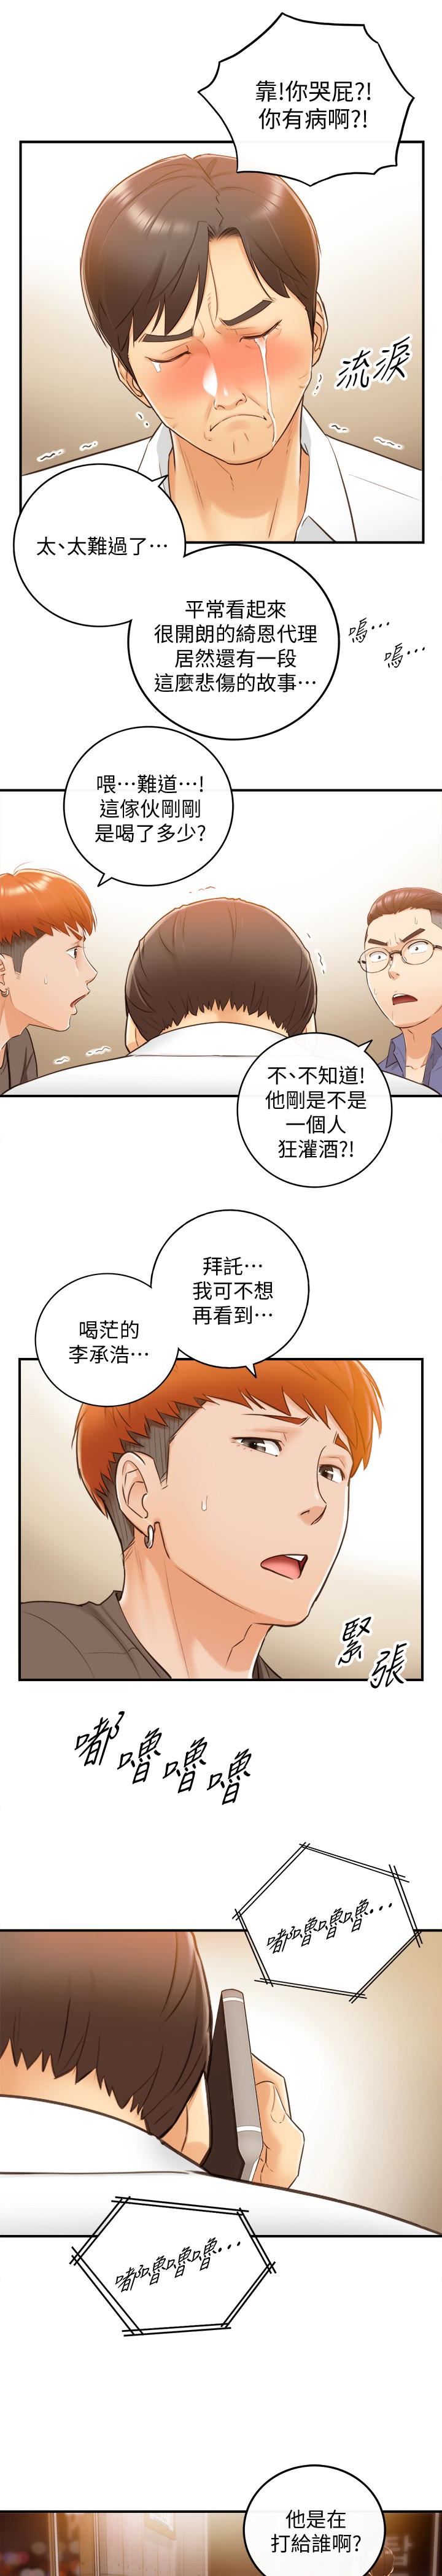 靠!你哭屁?!
你有病啊?!
流淚
太、太難過了…
平常看起來
很開朗的綺恩代理
居然還有一段
這麼悲傷的故事…
嗚…
嗚…
喂…難道…!
這傢伙剛剛
是喝了多少?
不、不知道!
他剛是不是
一個人
狂灌酒?!
拜託…
我可不想
再看到…
喝茫的
李承浩…
緊張
嘟嚕嚕嚕
嘟嚕嚕嚕…
嘟嚕嚕嚕…
他是在
打給誰啊?
탑